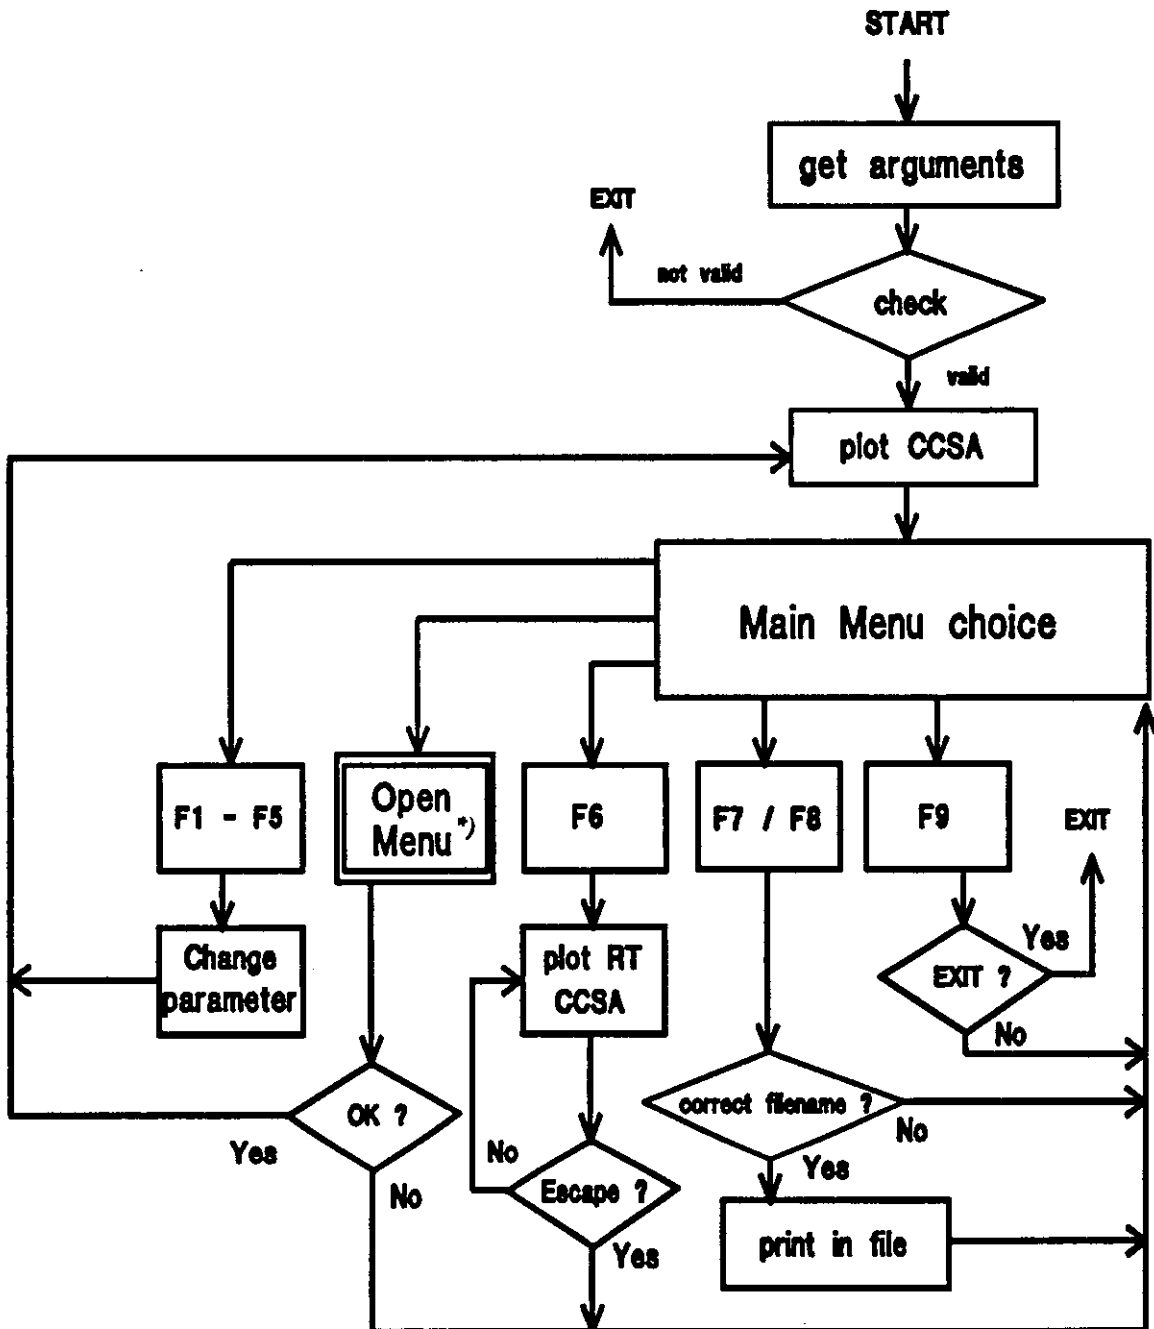 START
get arguments
EXIT
not valid
check
valid
plot CCSA
Main Menu choice
F1 - F5
Open
Menu *)
F6
F7 / F8
F9
EXIT
Change
parameter
plot RT
CCSA
Yes
EXIT ?
No
OK ?
Yes
No
correct filename ?
No
Yes
No
Escape ?
Yes
print in file